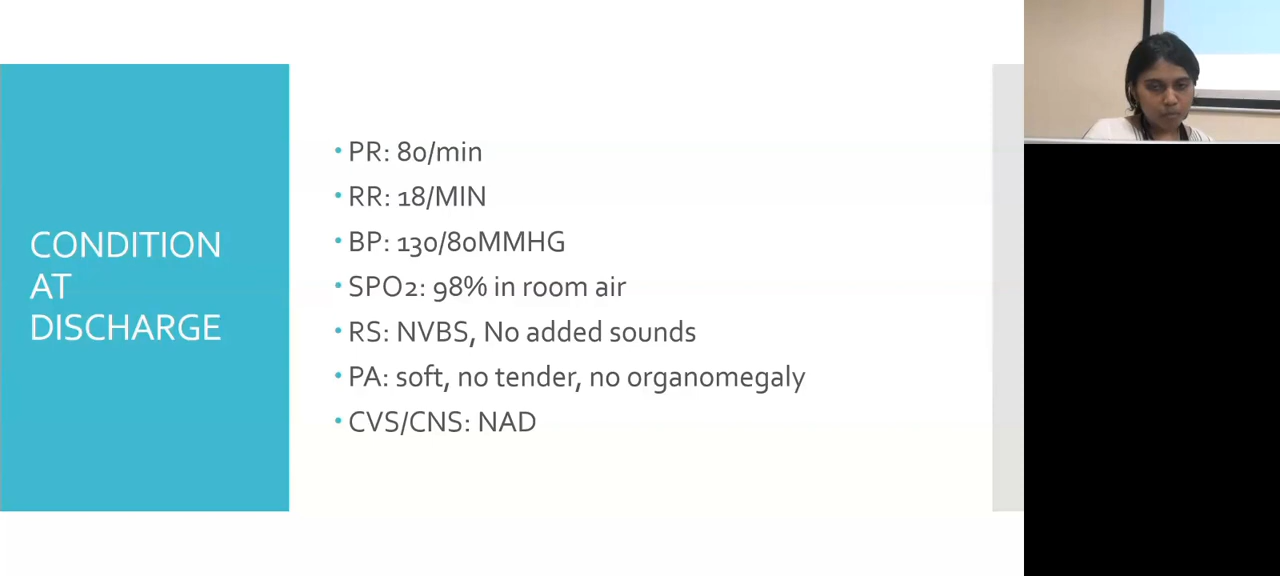 CONDITION
AT
DISCHARGE
• PR: 80/min
• RR: 18/MIN
• BP: 130/80MMHG
• SPO2: 98% in room air
• RS: NVBS, No added sounds
• PA: soft, no tender, no organomegaly
• CVS/CNS: NAD